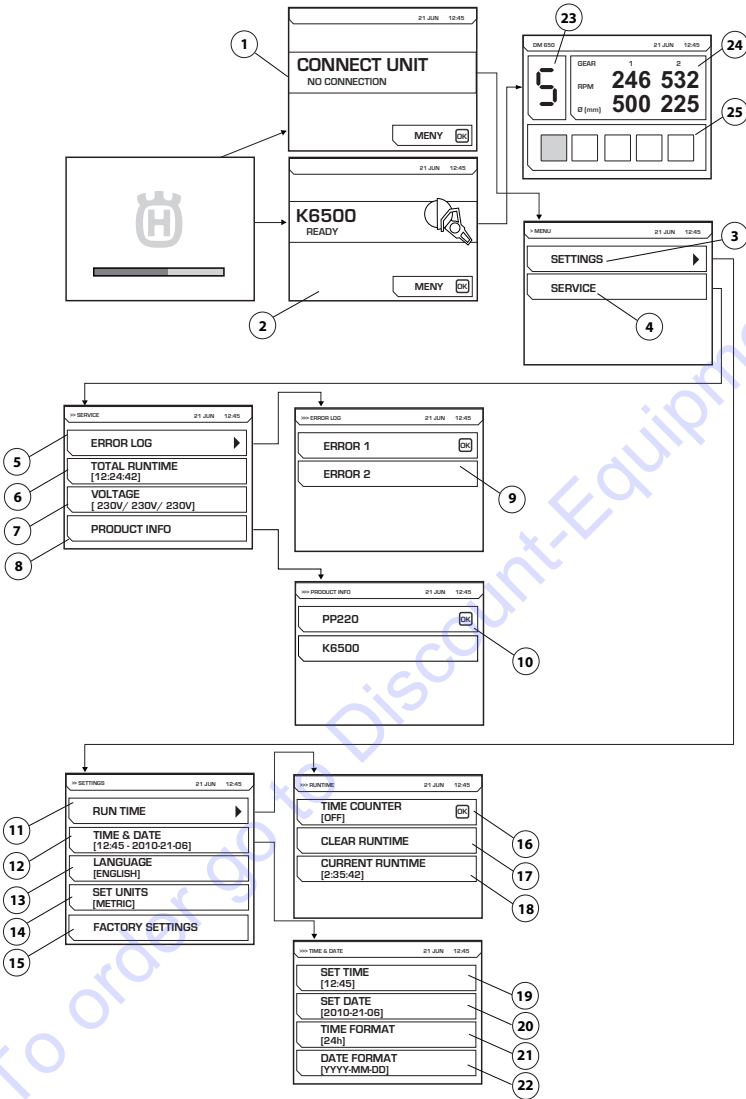 21 JUN 12:45
1
CONNECT UNIT
NO CONNECTION
MENY OK
H
21 JUN 12:45
K6500
READY
MENY OK
2
23
DM 650 21 JUN 12:45
24
GEAR 1 2
5
RPM 246 532
Ø [mm] 500 225
25
> MENU 21 JUN 12:45
3
SETTINGS
SERVICE
4
>> SERVICE 21 JUN 12:45
5
ERROR LOG
6
TOTAL RUNTIME
[12:24:42]
7
VOLTAGE
[ 230V/ 230V/ 230V]
8
PRODUCT INFO
>>> ERROR LOG 21 JUN 12:45
ERROR 1 OK
ERROR 2
9
>>> PRODUCT INFO 21 JUN 12:45
PP220 OK
K6500
10
>> SETTINGS 21 JUN 12:45
11
RUN TIME
12
TIME & DATE
[12:45 - 2010-21-06]
13
LANGUAGE
[ENGLISH]
14
SET UNITS
[METRIC]
15
FACTORY SETTINGS
>>> RUNTIME 21 JUN 12:45
TIME COUNTER OK
[OFF]
16
CLEAR RUNTIME
17
CURRENT RUNTIME
[2:35:42]
18
>>> TIME & DATE 21 JUN 12:45
SET TIME
[12:45]
19
SET DATE
[2010-21-06]
20
TIME FORMAT
[24h]
21
DATE FORMAT
[YYYY-MM-DD]
22
To order go to Discount-Equipme